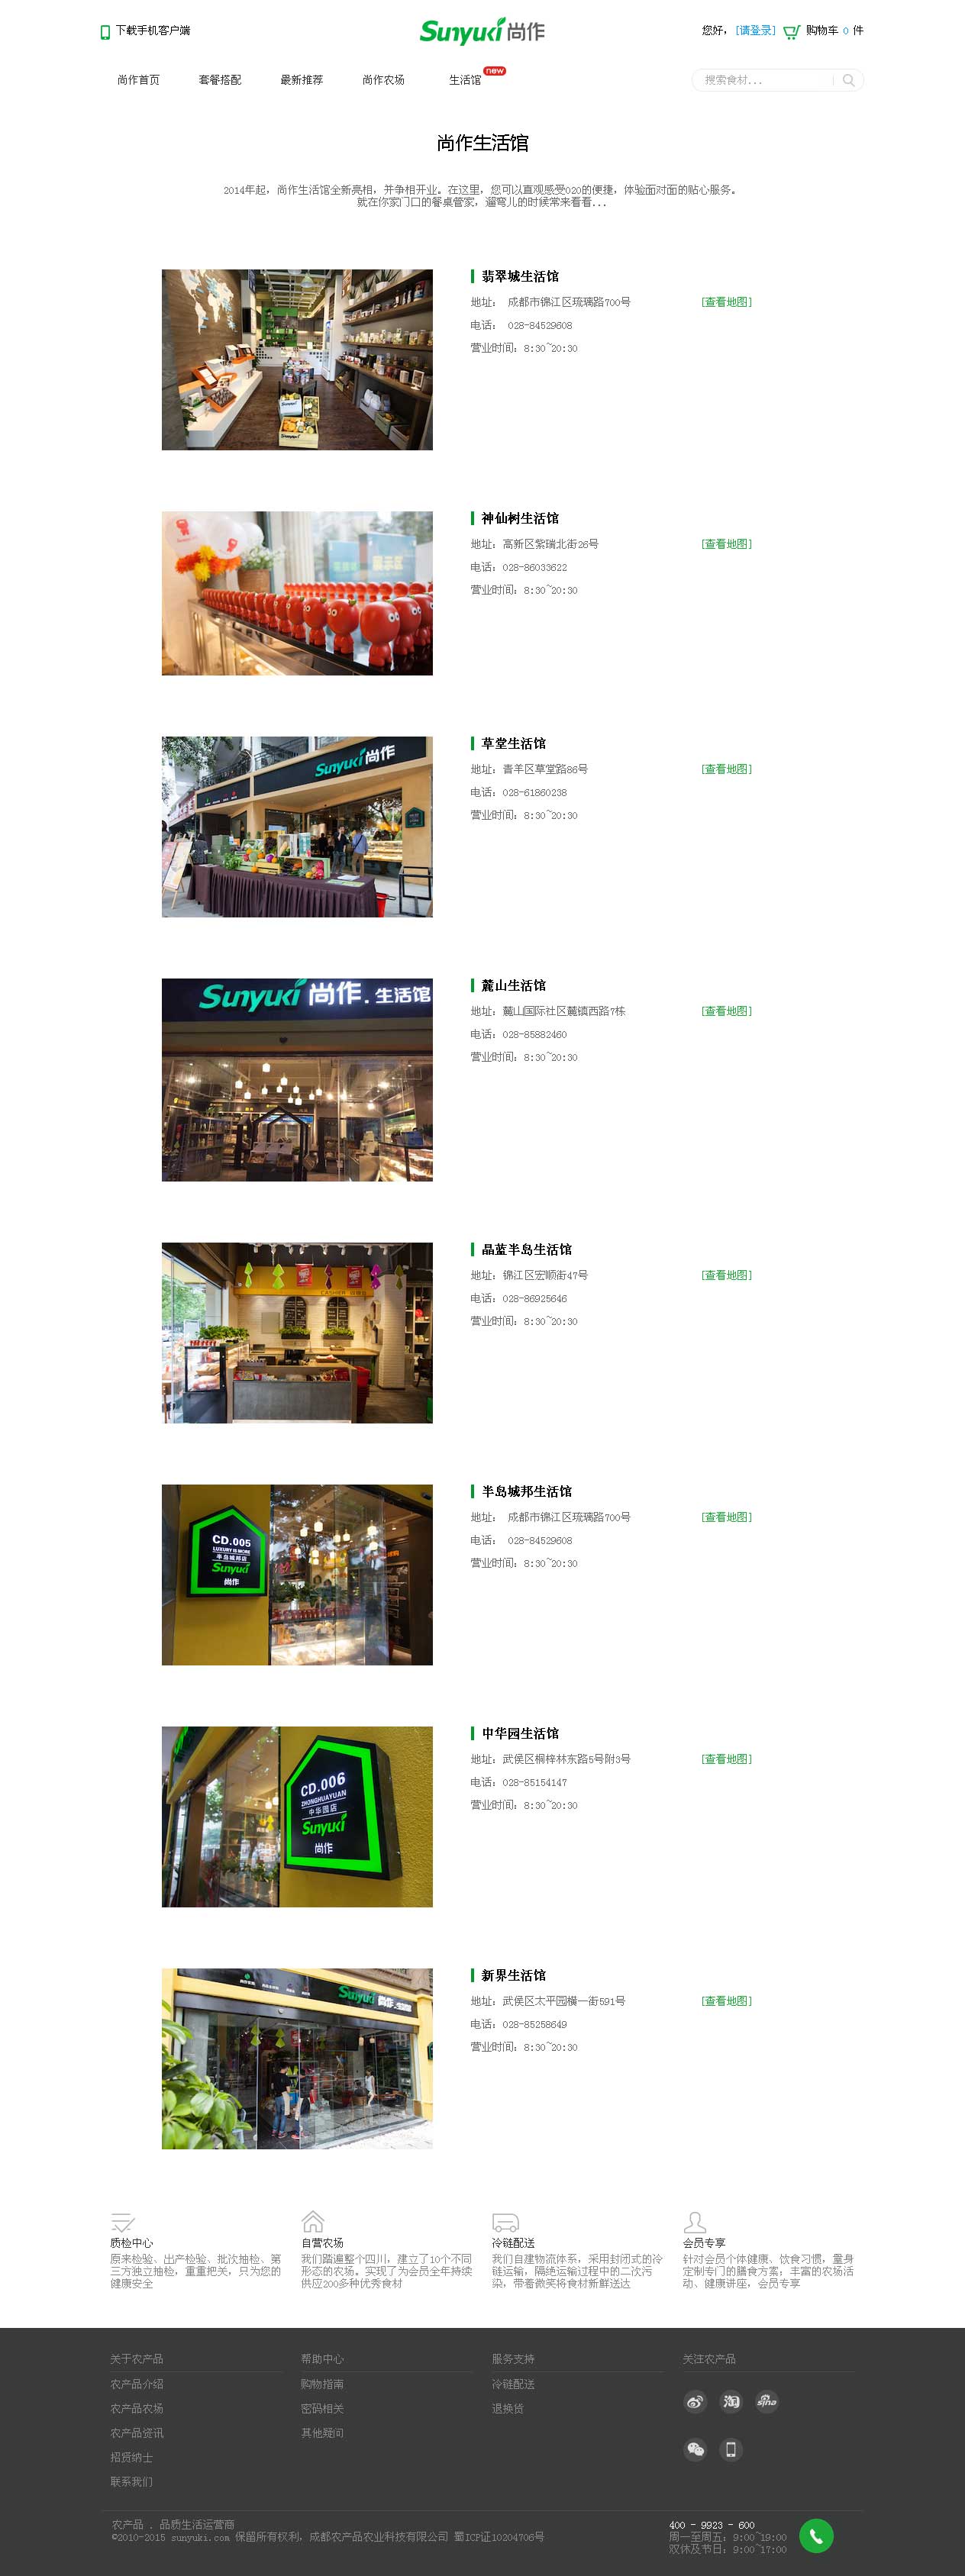 下载手机客户端
Sunyuki 尚作
您好，[请登录] 购物车 0 件
尚作首页 套餐搭配 最新推荐 尚作农场 生活馆 new
搜索食材...
尚作生活馆
2014年起，尚作生活馆全新亮相，并争相开业。在这里，您可以直观感受O2O的便捷，体验面对面的贴心服务。
就在你家门口的餐桌管家，遛弯儿的时候常来看看...
翡翠城生活馆
地址： 成都市锦江区琉璃路700号 [查看地图]
电话： 028-84529608
营业时间：8:30~20:30
Sunyuki
神仙树生活馆
地址：高新区紫瑞北街26号 [查看地图]
电话：028-86033622
营业时间：8:30~20:30
Sunyuki 尚作
草堂生活馆
地址：青羊区草堂路86号 [查看地图]
电话：028-61860238
营业时间：8:30~20:30
Sunyuki 尚作.生活馆
麓山生活馆
地址：麓山国际社区麓镇西路7栋 [查看地图]
电话：028-85882460
营业时间：8:30~20:30
CASHIER
晶蓝半岛生活馆
地址：锦江区宏顺街47号 [查看地图]
电话：028-86925646
营业时间：8:30~20:30
CD.005
LUXURY IS MORE
半岛城邦店
Sunyuki
尚作
半岛城邦生活馆
地址： 成都市锦江区琉璃路700号 [查看地图]
电话： 028-84529608
营业时间：8:30~20:30
CD.006
ZHONGHUAYUAN
中华园店
Sunyuki
尚作
中华园生活馆
地址：武侯区桐梓林东路5号附3号 [查看地图]
电话：028-85154147
营业时间：8:30~20:30
Sunyuki 尚作.生活馆
新界生活馆
地址：武侯区太平园横一街591号 [查看地图]
电话：028-85258649
营业时间：8:30~20:30
质检中心
原来检验、出产检验、批次抽检、第
三方独立抽检，重重把关，只为您的
健康安全
自营农场
我们踏遍整个四川，建立了10个不同
形态的农场。实现了为会员全年持续
供应200多种优秀食材
冷链配送
我们自建物流体系，采用封闭式的冷
链运输，隔绝运输过程中的二次污
染，带着微笑将食材新鲜送达
会员专享
针对会员个体健康、饮食习惯，量身
定制专门的膳食方案；丰富的农场活
动、健康讲座，会员专享
关于农产品
农产品介绍
农产品农场
农产品资讯
招贤纳士
联系我们
帮助中心
购物指南
密码相关
其他疑问
服务支持
冷链配送
退换货
关注农产品
淘 sina
农产品 . 品质生活运营商
©2010-2015 sunyuki.com 保留所有权利，成都农产品农业科技有限公司 蜀ICP证10204706号
400 - 9923 - 600
周一至周五：9:00~19:00
双休及节日：9:00~17:00